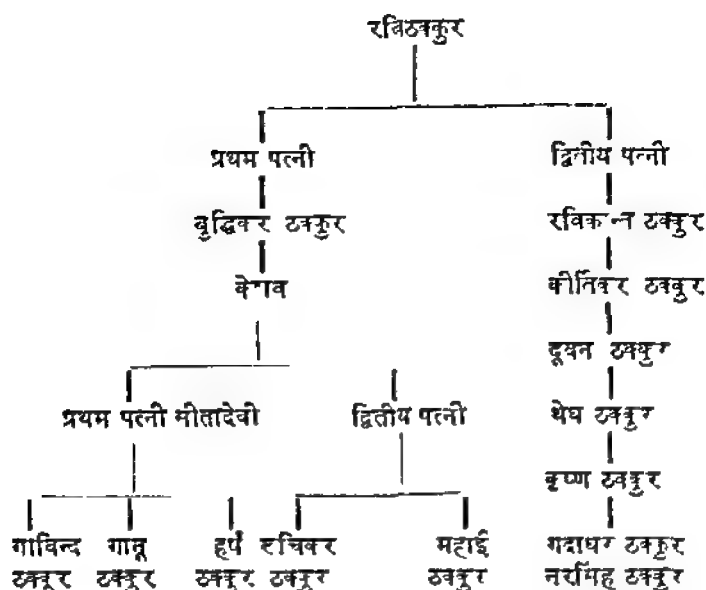 रविठक्कुर
प्रथम पत्नी द्वितीय पत्नी
बुद्धिकर ठक्कुर रविकान्त ठक्कुर
केशव कीर्तिकर ठक्कुर
ठक्कुर
प्रथम पत्नी सीतादेवी द्वितीय पत्नी थेघ ठक्कुर
कृष्ण ठक्कुर
गोविन्द हर्ष रुचिकर महाई गदाधर ठक्कुर
ठक्कुर ठक्कुर ठक्कुर ठक्कुर ठक्कुर नरसिंह ठक्कुर